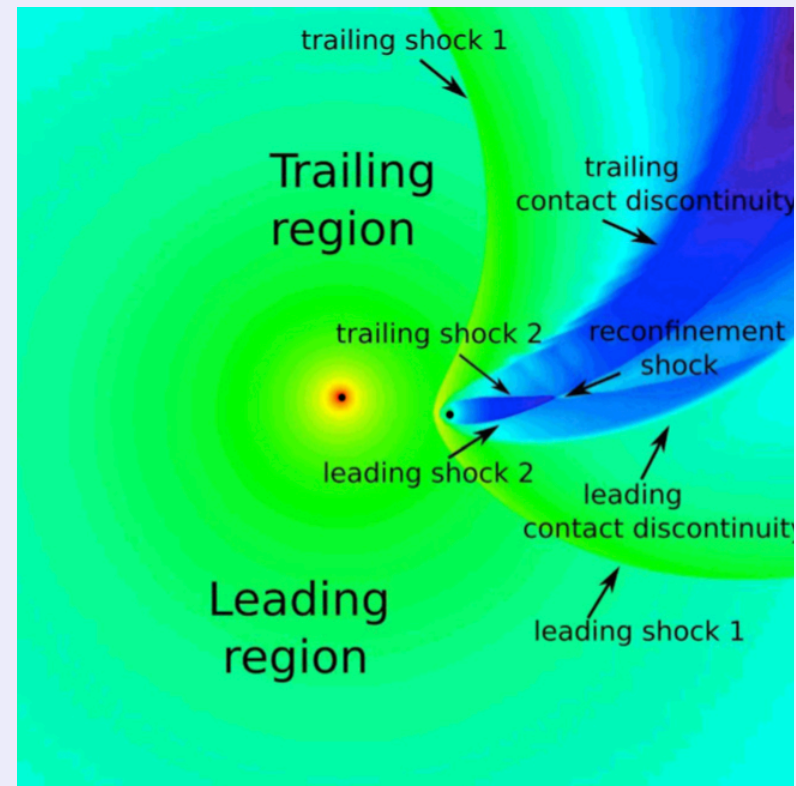 trailing shock 1
Trailing
region
trailing
contact discontinuity
trailing shock 2
reconfinement
shock
leading shock 2
leading
contact discontinuity
Leading
region
leading shock 1